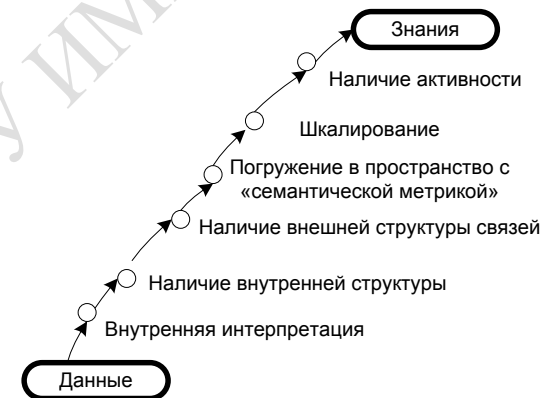 Знания
Наличие активности
Шкалирование
Погружение в пространство с
«семантической метрикой»
Наличие внешней структуры связей
Наличие внутренней структуры
Внутренняя интерпретация
Данные